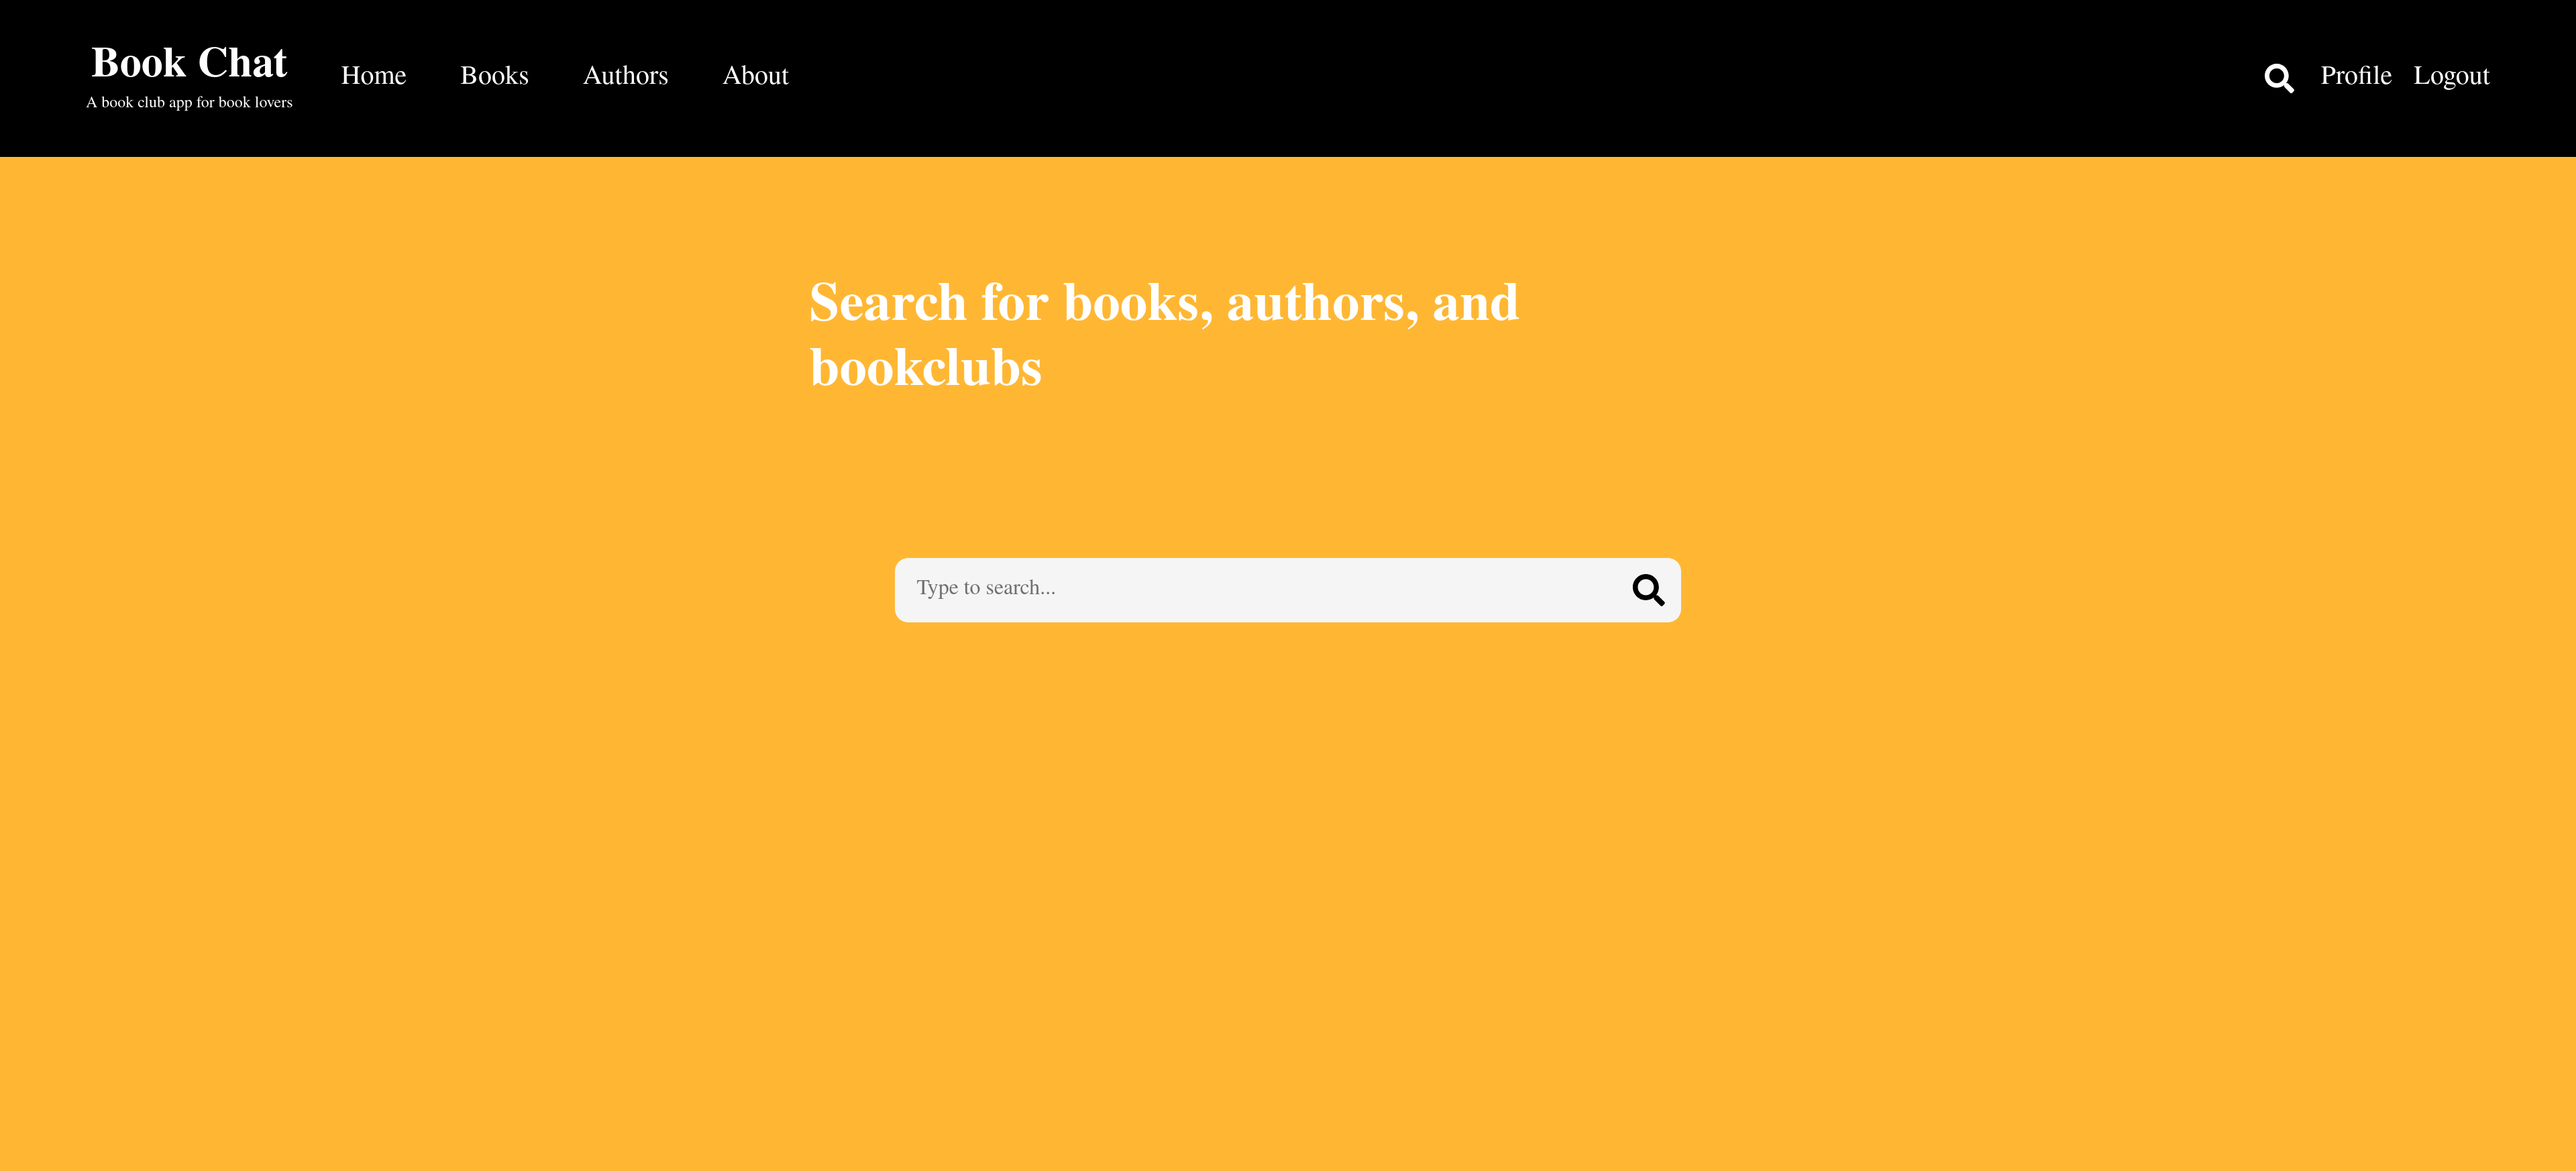 Book Chat
A book club app for book lovers
Home
Books
Authors
About
Profile
Logout
Search for books, authors, and
bookclubs
Type to search...